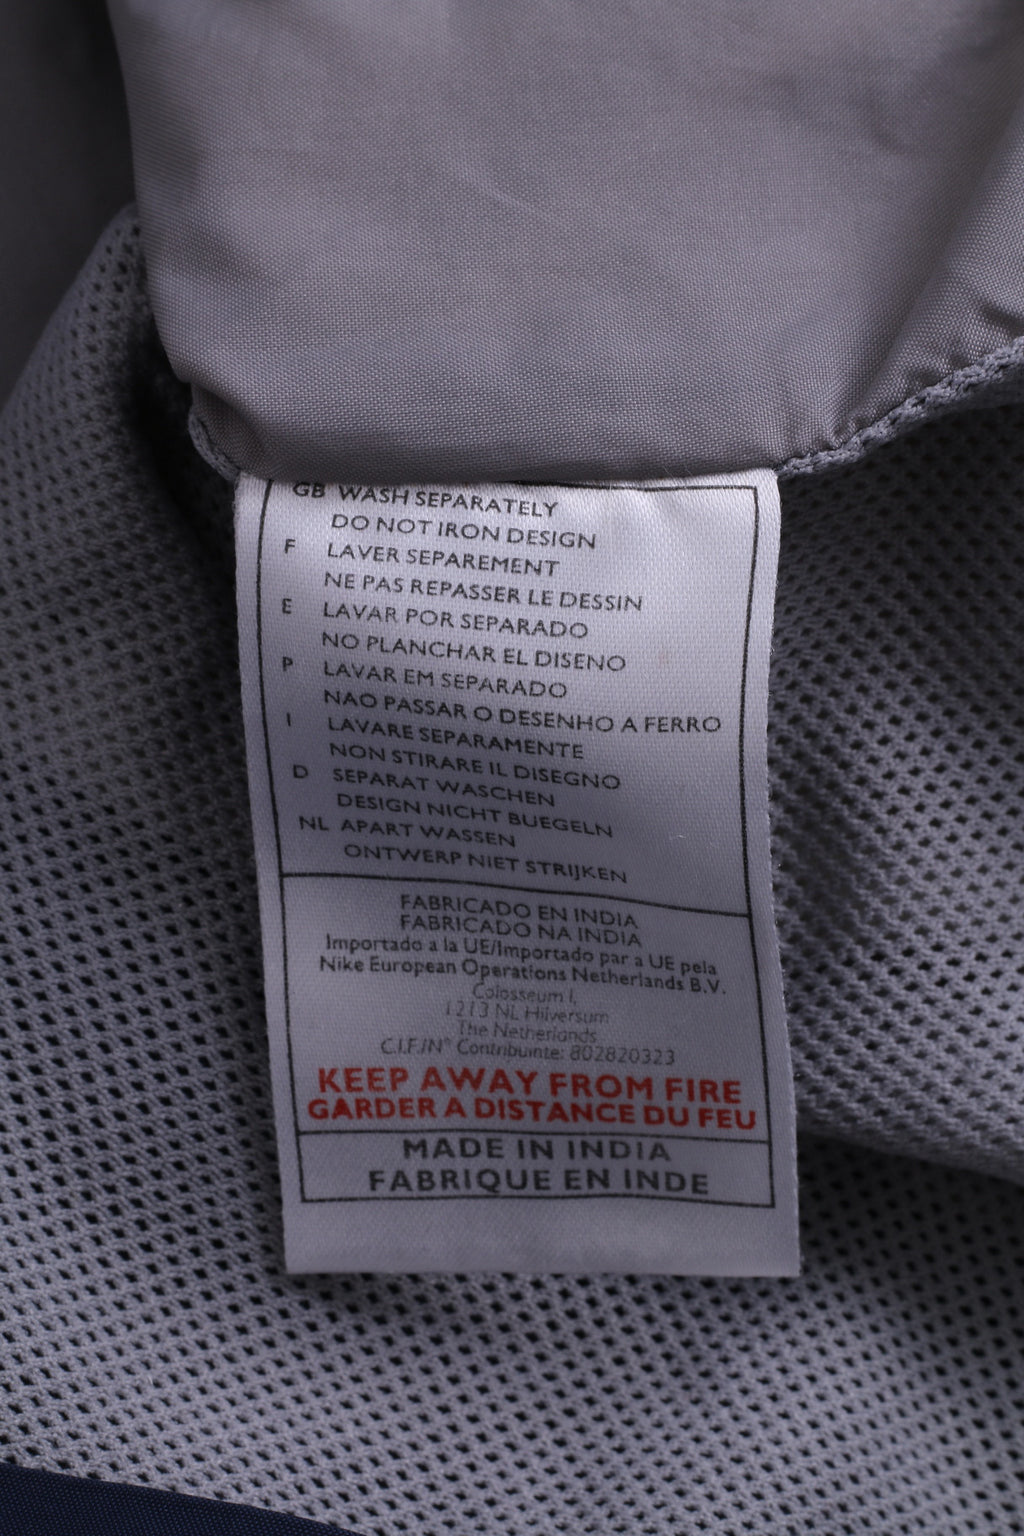 GB WASH SEPARATELY
DO NOT IRON DESIGN
F LAVER SEPAREMENT
NE PAS REPASSER LE DESSIN
E LAVAR POR SEPARADO
NO PLANCHAR EL DISENO
P LAVAR EM SEPARADO
NAO PASSAR O DESENHO A FERRO
I LAVARE SEPARAMENTE
NON STIRARE IL DISEGNO
D SEPARAT WASCHEN
DESIGN NICHT BUEGELN
NL APART WASSEN
ONTWERP NIET STRIJKEN
FABRICADO EN INDIA
FABRICADO NA INDIA
Importado a la UE/Importado par a UE pela
Nike European Operations Netherlands B.V.
Colosseum 1,
1213 NL Hilversum
The Netherlands
C.I.F./N° Contribuinte: 802820323
KEEP AWAY FROM FIRE
GARDER A DISTANCE DU FEU
MADE IN INDIA
FABRIQUE EN INDE